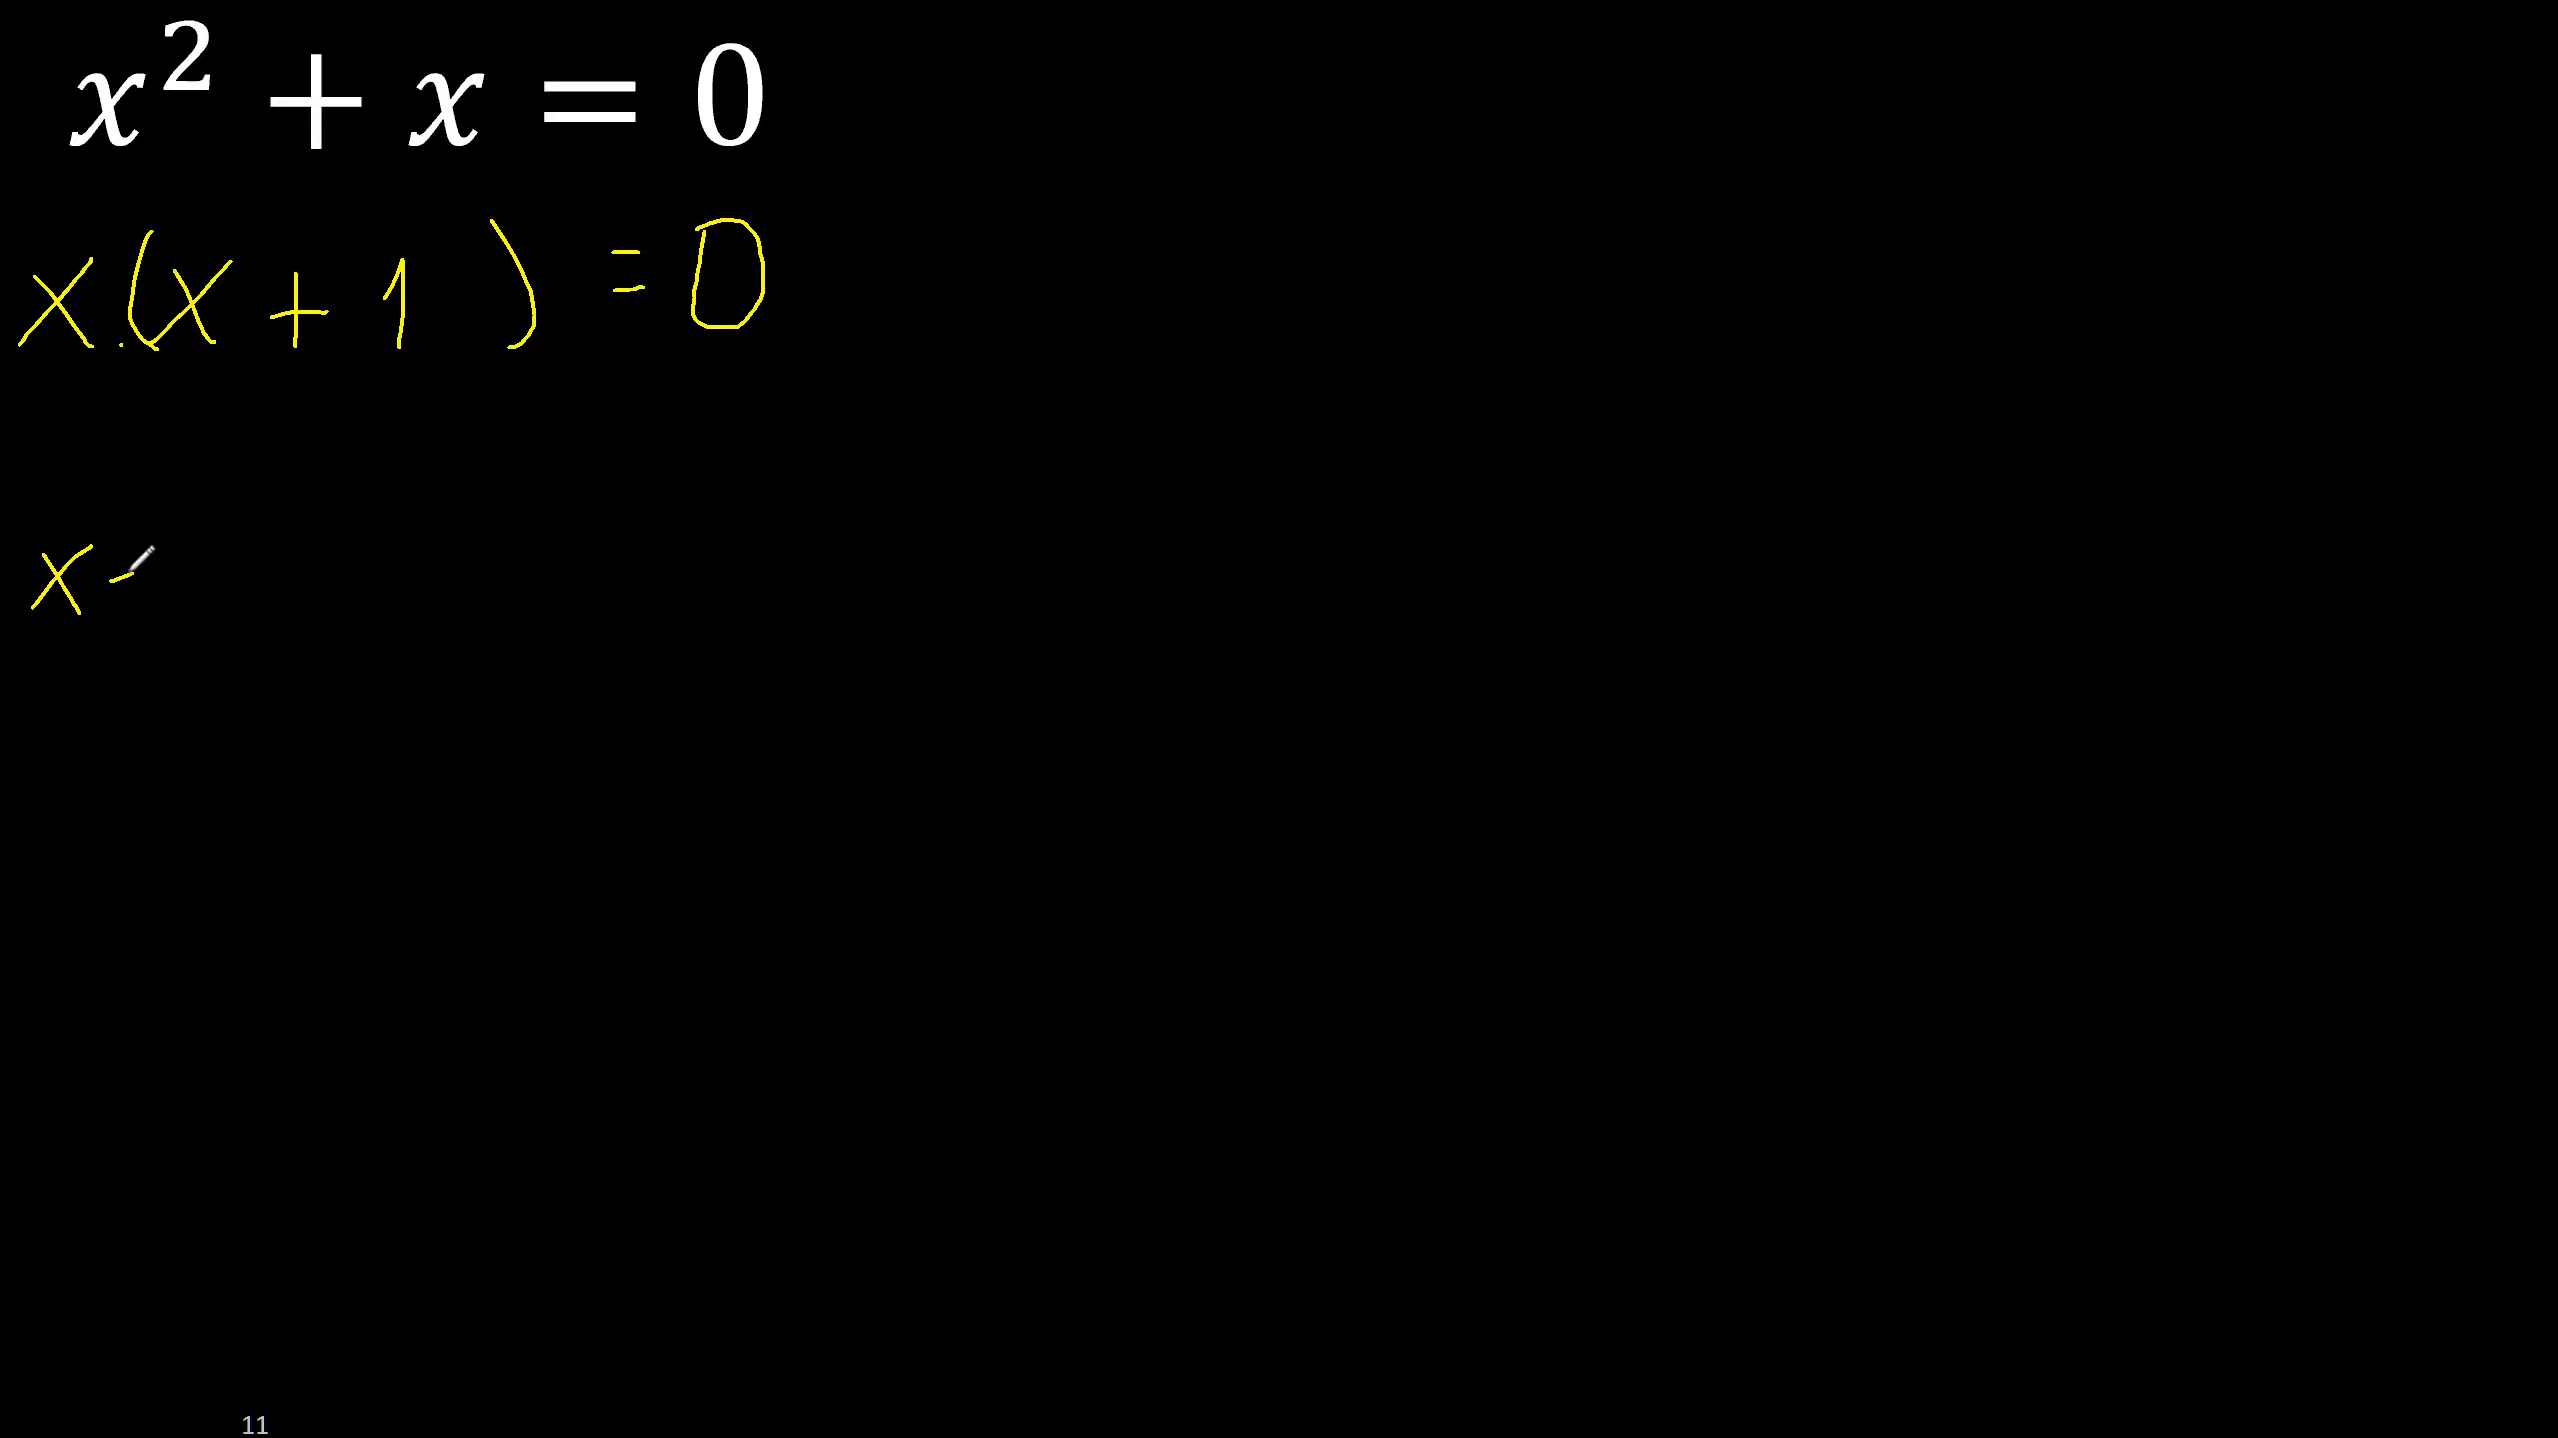 x² + x = 0
x.(x + 1) = 0
x -
11